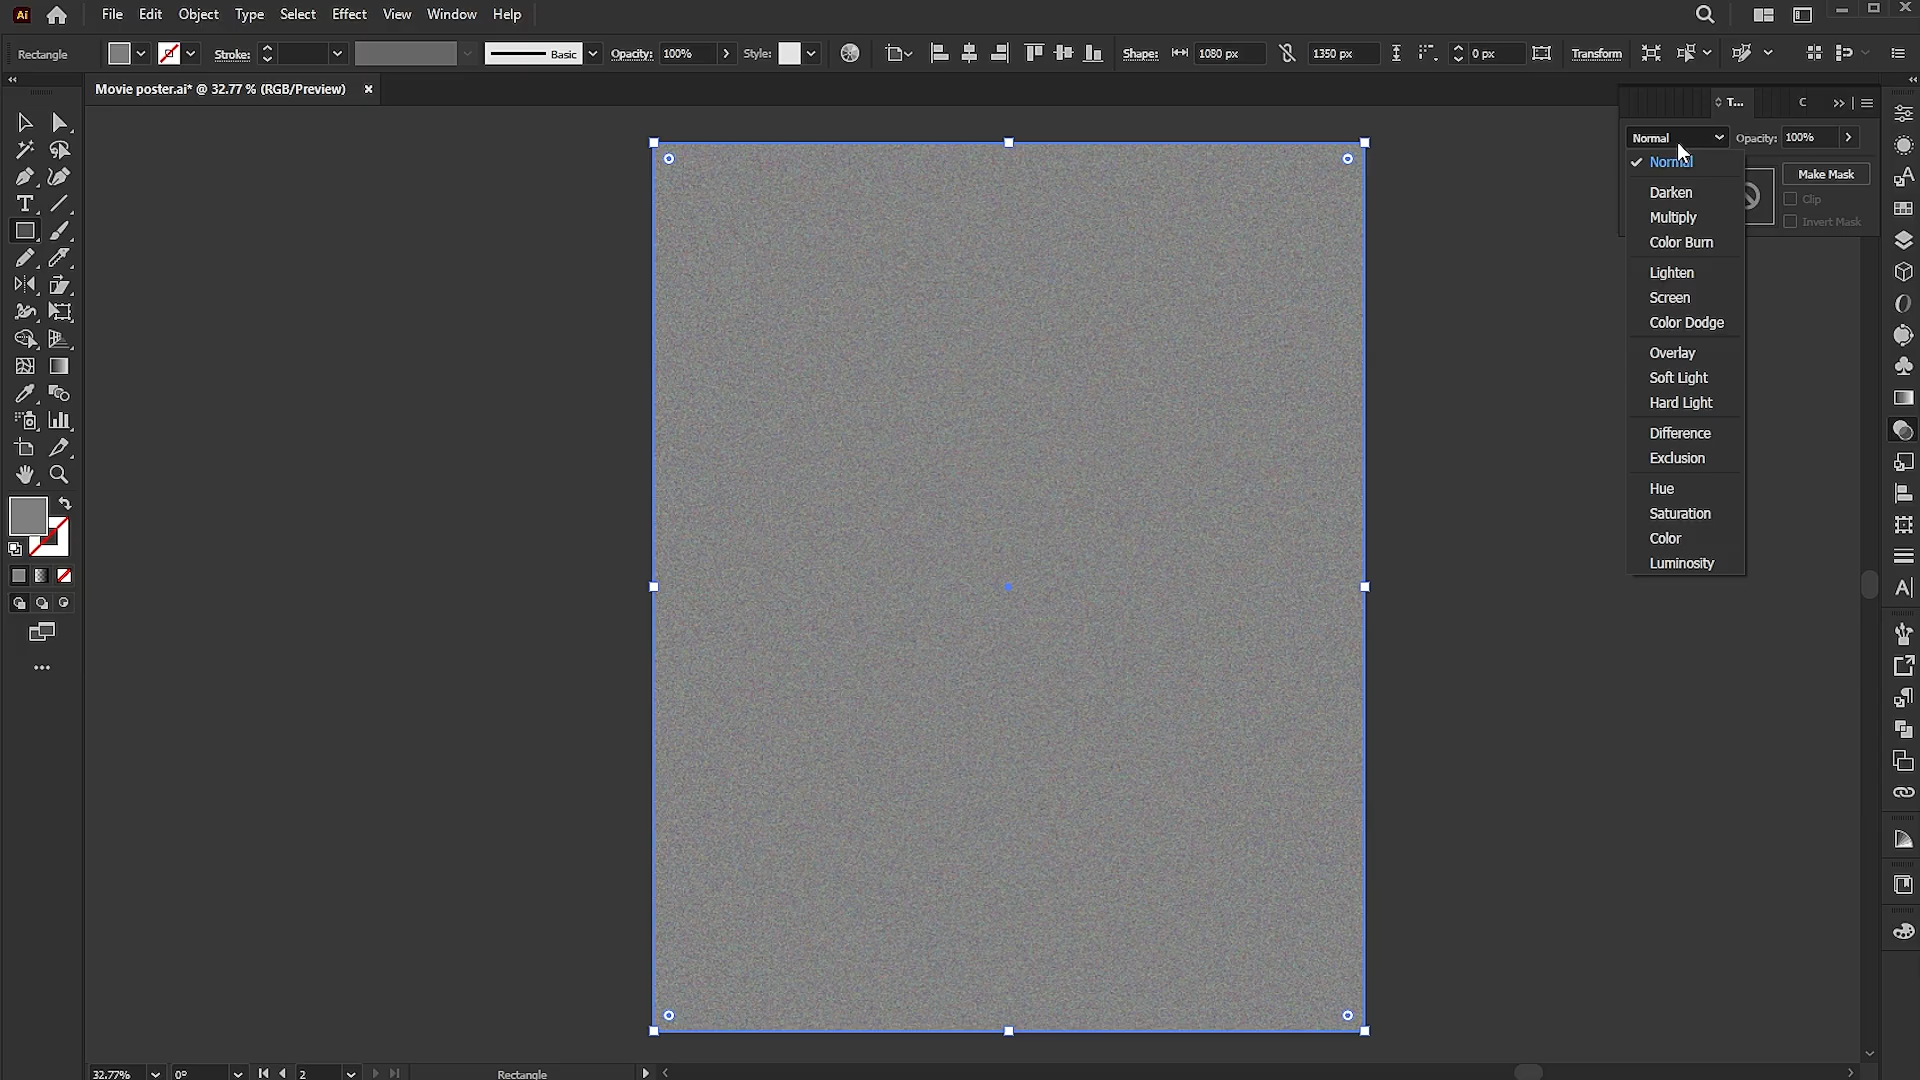 Ai File Edit Object Type Select Effect View Window Help
Rectangle Stroke: Basic Opacity: 100% Style: Shape: 1080 px 1350 px 0 px Transform
Movie poster.ai* @ 32.77 % (RGB/Preview) ×
T... C
Normal Opacity: 100%
Normal
Make Mask
Darken
Clip
Multiply
Invert Mask
Color Burn
Lighten
Screen
Color Dodge
Overlay
Soft Light
Hard Light
Difference
Exclusion
Hue
Saturation
Color
Luminosity
32.77% 0° 2 Rectangle